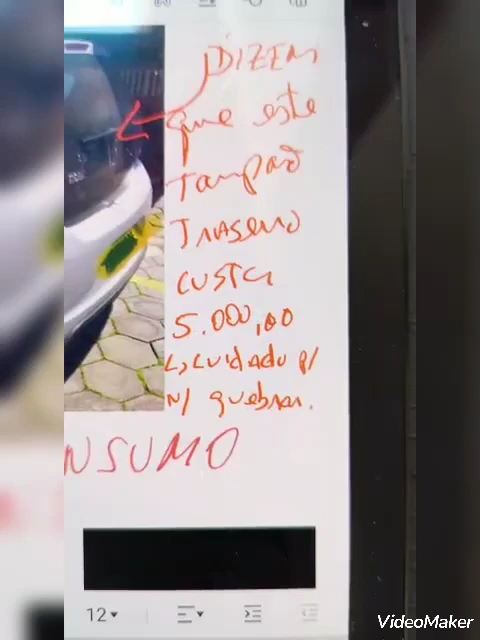 DIZEM
que este
Tampão
Traseiro
custa
5.000,00
↳ cuidado p/
n/ quebrar.
NSUMO
12
VideoMaker